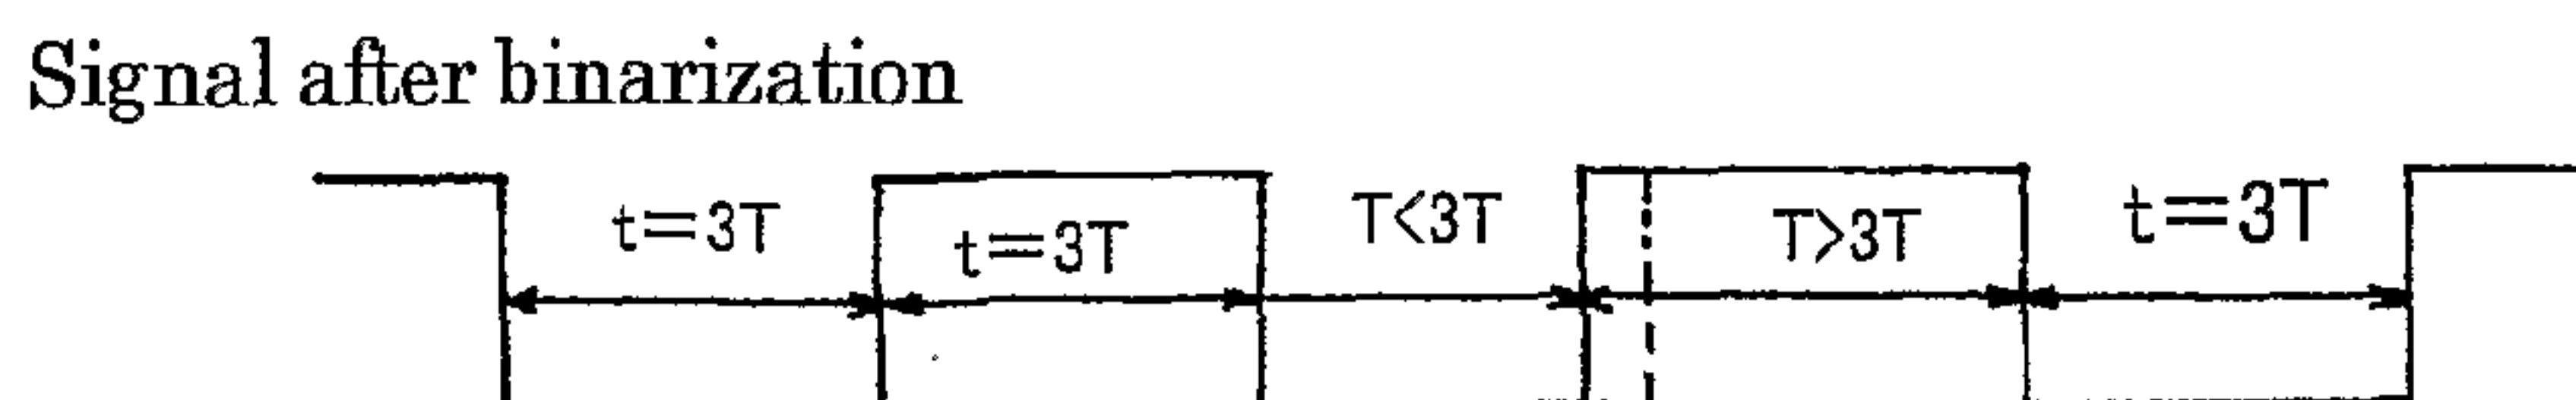 Signal after binarization
t=3T
t=3T
T<3T
T>3T
t=3T